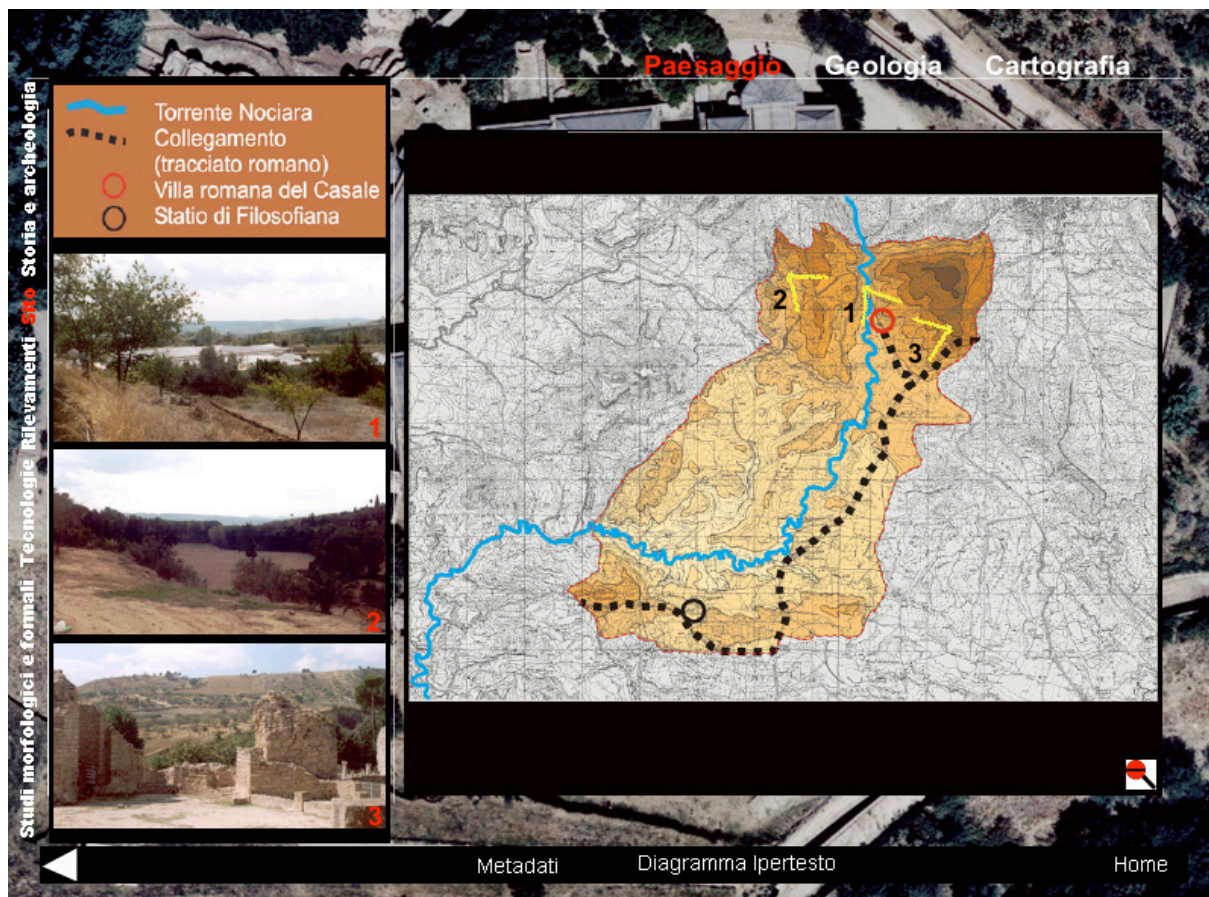 Paesaggio Geologia Cartografia
Studi morfologici e formali Tecnologie Rilevamenti Sito Storia e archeologia
Torrente Nociara
Collegamento
(tracciato romano)
Villa romana del Casale
Statio di Filosofiana
1
2
3
2
1
3
Metadati Diagramma Ipertesto Home